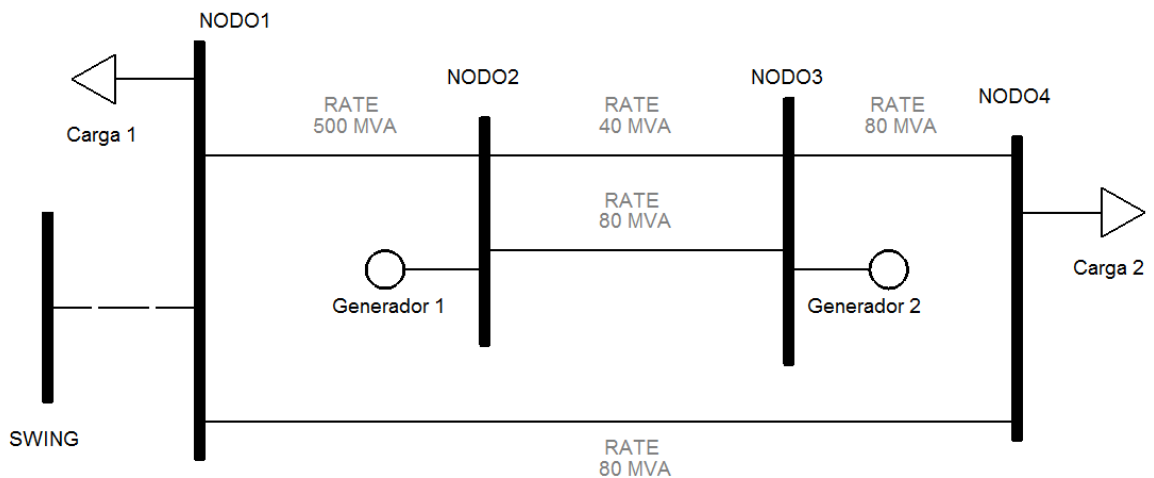 NODO1
NODO2
NODO3
NODO4
RATE
500 MVA
RATE
40 MVA
RATE
80 MVA
Carga 1
RATE
80 MVA
Carga 2
Generador 1
Generador 2
SWING
RATE
80 MVA